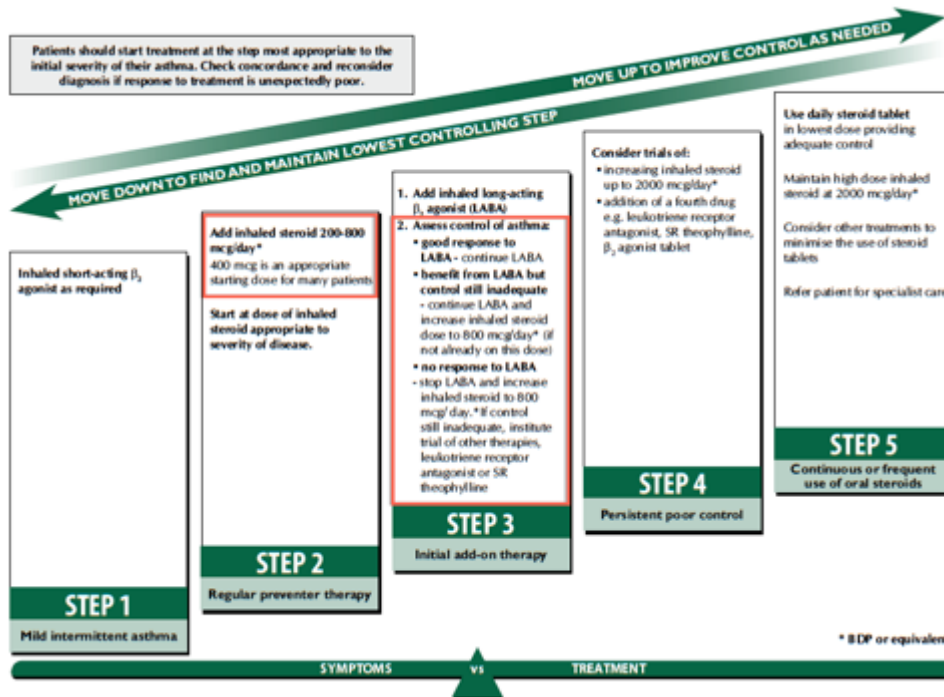 Patients should start treatment at the step most appropriate to the
initial severity of their asthma. Check concordance and reconsider
diagnosis if response to treatment is unexpectedly poor.
MOVE UP TO IMPROVE CONTROL AS NEEDED
MOVE DOWN TO FIND AND MAINTAIN LOWEST CONTROLLING STEP
Inhaled short-acting β₂
agonist as required
STEP 1
Mild intermittent asthma
Add inhaled steroid 200-800
mcg/day*
400 mcg is an appropriate
starting dose for many patients
Start at dose of inhaled
steroid appropriate to
severity of disease.
STEP 2
Regular preventer therapy
1. Add inhaled long-acting
β₂ agonist (LABA)
2. Assess control of asthma:
• good response to
LABA - continue LABA
• benefit from LABA but
control still inadequate
- continue LABA and
increase inhaled steroid
dose to 800 mcg/day* (if
not already on this dose)
• no response to LABA
- stop LABA and increase
inhaled steroid to 800
mcg/ day.* If control
still inadequate, institute
trial of other therapies,
leukotriene receptor
antagonist or SR
theophylline
STEP 3
Initial add-on therapy
Consider trials of:
• increasing inhaled steroid
up to 2000 mcg/day*
• addition of a fourth drug
e.g. leukotriene receptor
antagonist, SR theophylline,
β₂ agonist tablet
STEP 4
Persistent poor control
Use daily steroid tablet
in lowest dose providing
adequate control
Maintain high dose inhaled
steroid at 2000 mcg/day*
Consider other treatments to
minimise the use of steroid
tablets
Refer patient for specialist care
STEP 5
Continuous or frequent
use of oral steroids
* BDP or equivalen
SYMPTOMS vs TREATMENT